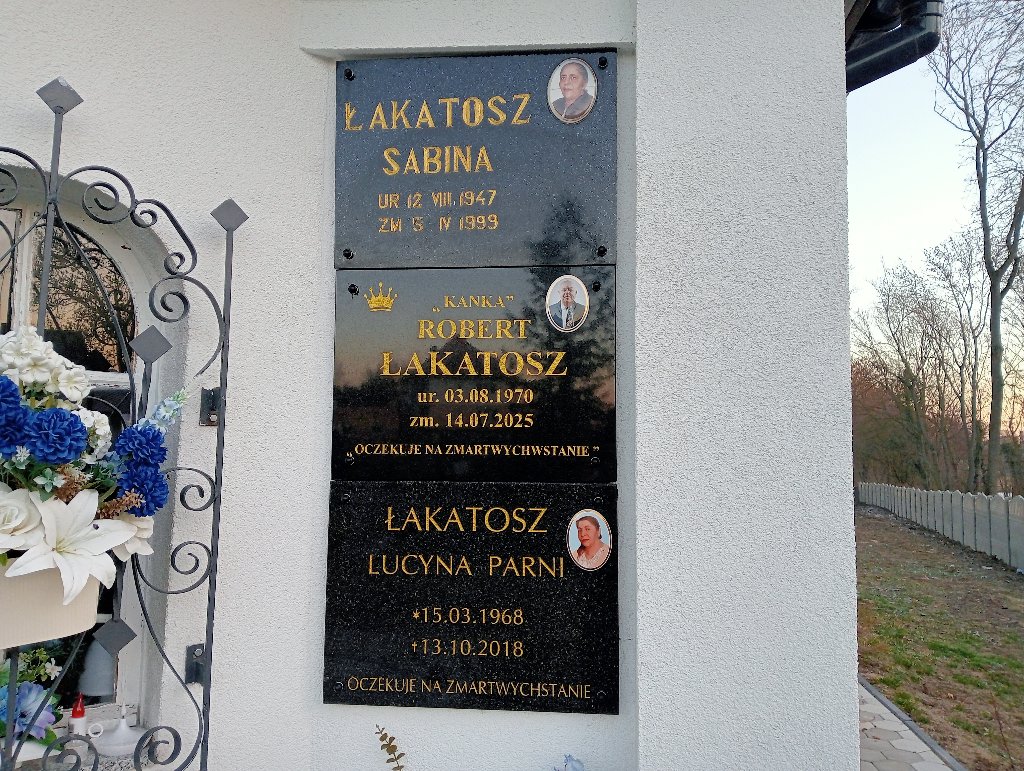 ŁAKATOSZ
SABINA
UR 12 VIII. 1947
ZM 5 IV 1999
„KANKA”
ROBERT
ŁAKATOSZ
ur. 03.08.1970
zm. 14.07.2025
„OCZEKUJE NA ZMARTWYCHWSTANIE”
ŁAKATOSZ
LUCYNA PARNI
*15.03.1968
†13.10.2018
OCZEKUJE NA ZMARTWYCHSTANIE